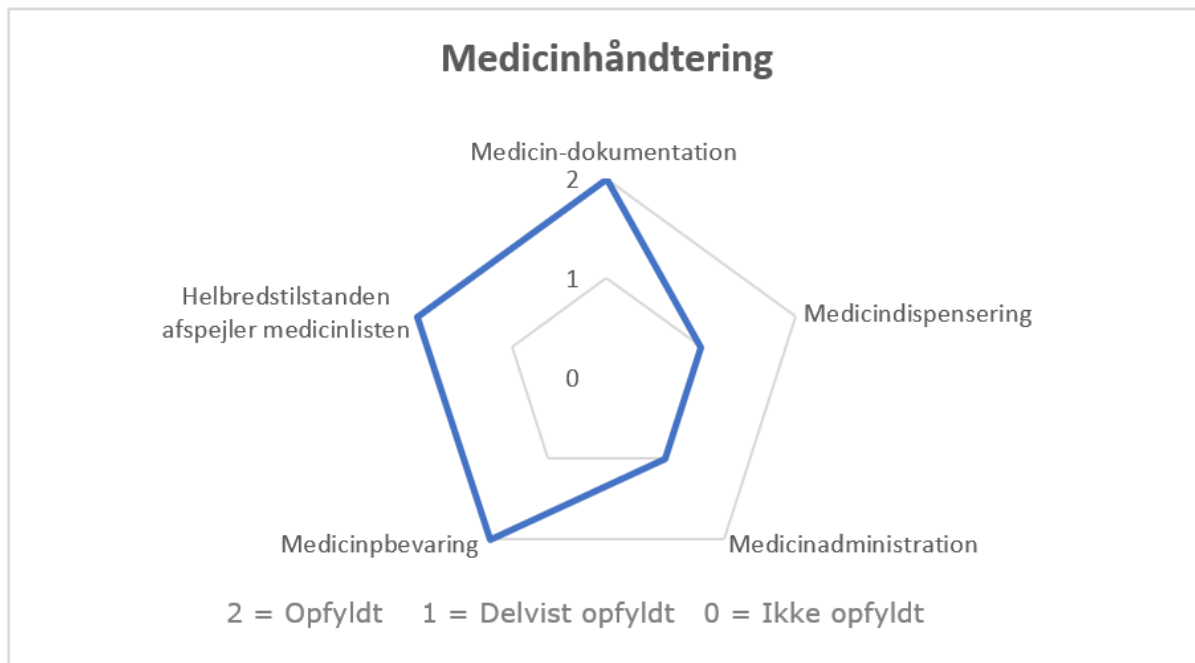 Medicinhåndtering
Medicin-dokumentation
2
1
0
Medicindispensering
Medicinadministration
Medicinpbevaring
Helbredstilstanden
afspejler medicinlisten
2 = Opfyldt 1 = Delvist opfyldt 0 = Ikke opfyldt